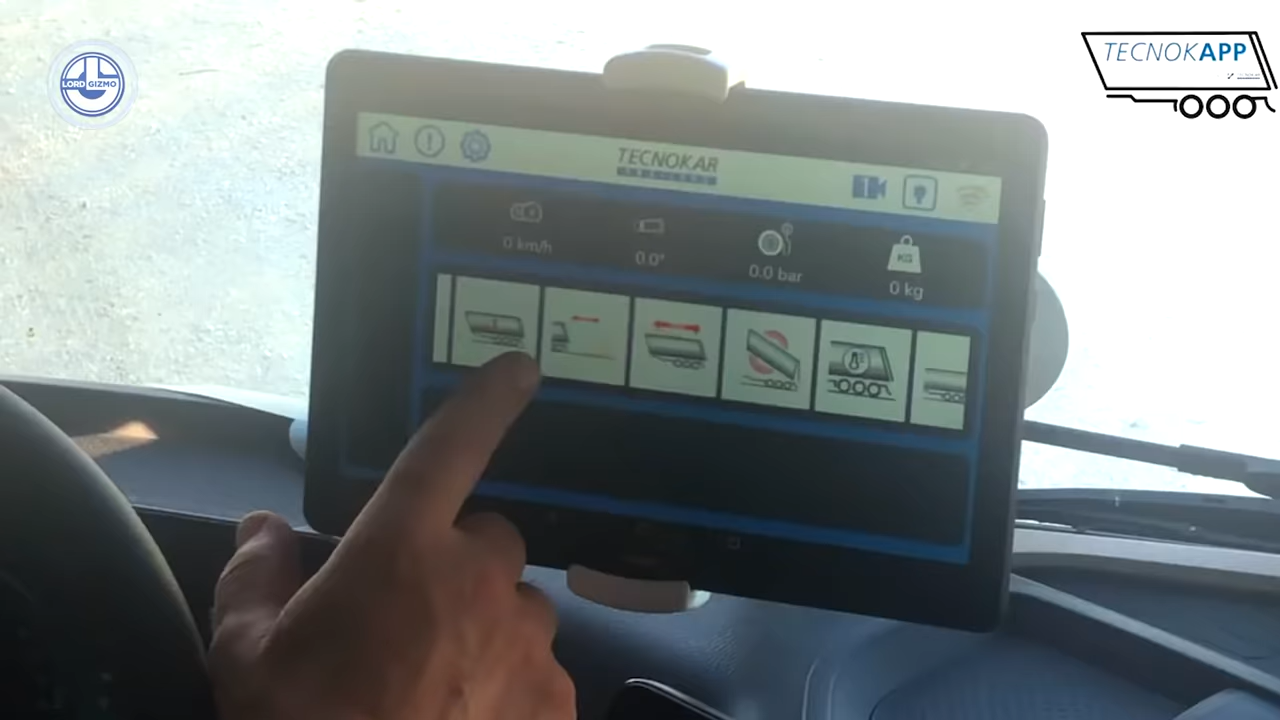 LORD GIZMO
TECNOKAPP
TECNOKAR
0 km/h
0.0°
0.0 bar
KG
0 kg